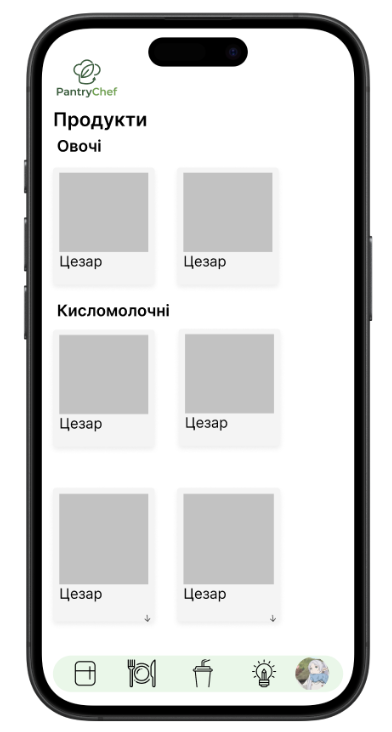 PantryChef
Продукти
Овочі
Цезар Цезар
Кисломолочні
Цезар Цезар
Цезар Цезар